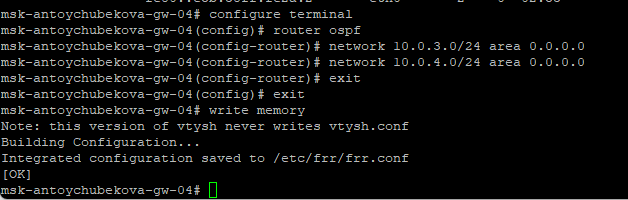 msk-antoychubekova-gw-04# configure terminal
msk-antoychubekova-gw-04(config)# router ospf
msk-antoychubekova-gw-04(config-router)# network 10.0.3.0/24 area 0.0.0.0
msk-antoychubekova-gw-04(config-router)# network 10.0.4.0/24 area 0.0.0.0
msk-antoychubekova-gw-04(config-router)# exit
msk-antoychubekova-gw-04(config)# exit
msk-antoychubekova-gw-04# write memory
Note: this version of vtysh never writes vtysh.conf
Building Configuration...
Integrated configuration saved to /etc/frr/frr.conf
[OK]
msk-antoychubekova-gw-04#